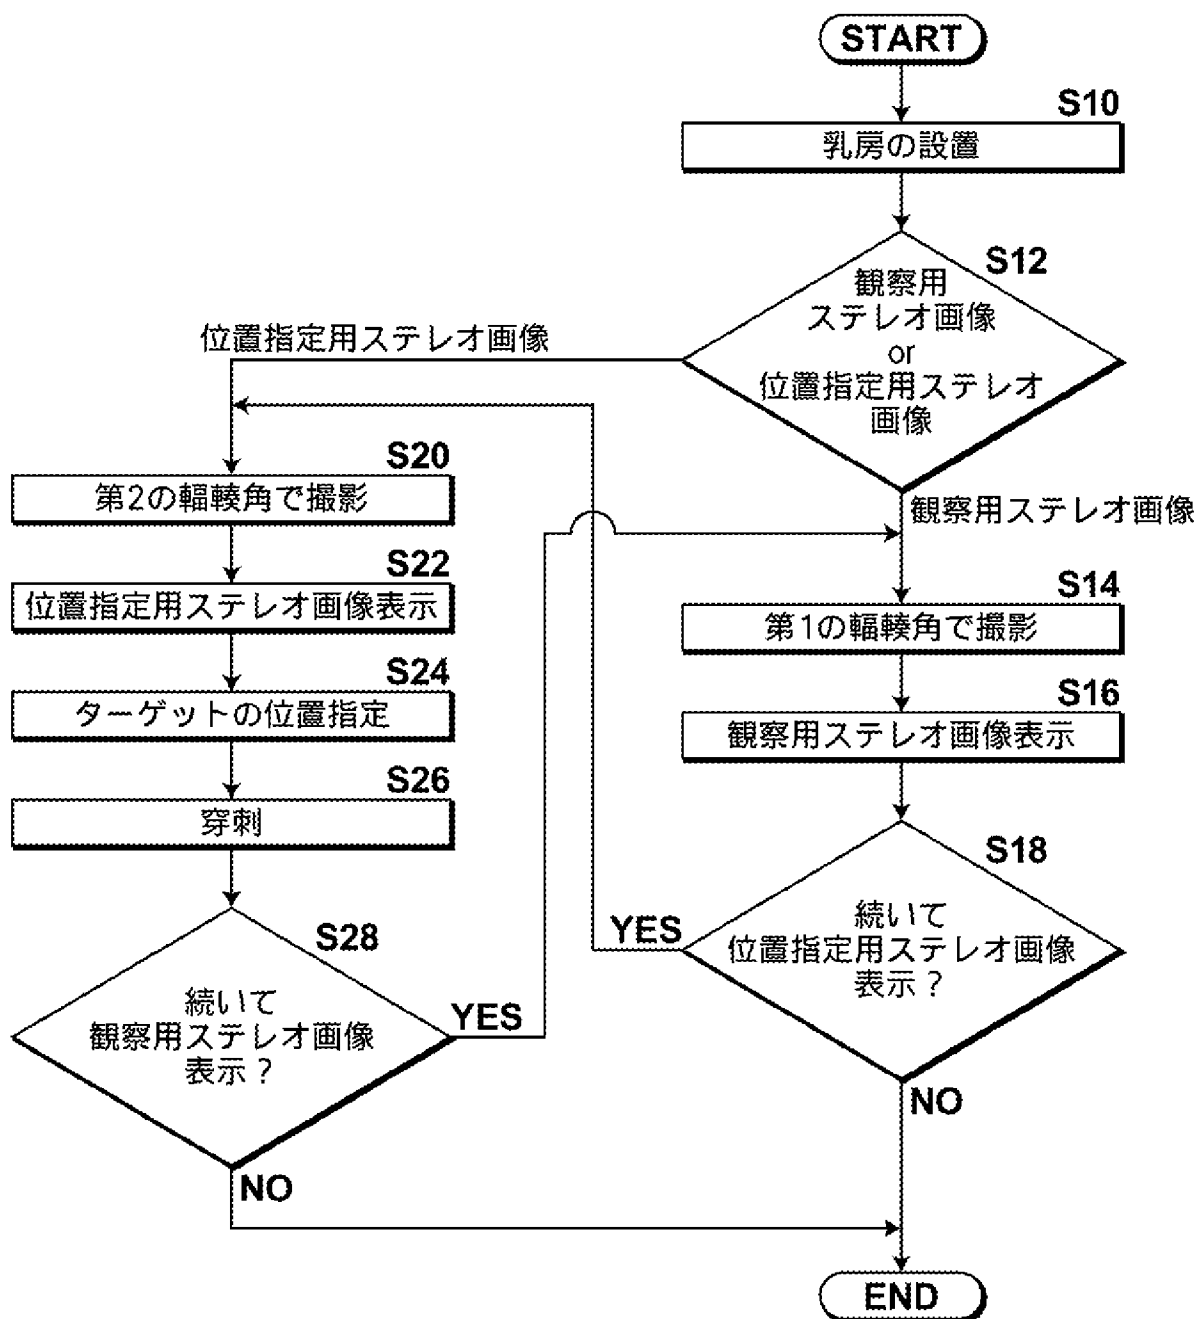 START
S10
乳房の設置
S12
観察用
ステレオ画像
or
位置指定用ステレオ
画像
位置指定用ステレオ画像
観察用ステレオ画像
S20
第2の輻輳角で撮影
S22
位置指定用ステレオ画像表示
S24
ターゲットの位置指定
S26
穿刺
S28
続いて
観察用ステレオ画像
表示？
YES
NO
S14
第1の輻輳角で撮影
S16
観察用ステレオ画像表示
S18
続いて
位置指定用ステレオ画像
表示？
YES
NO
END